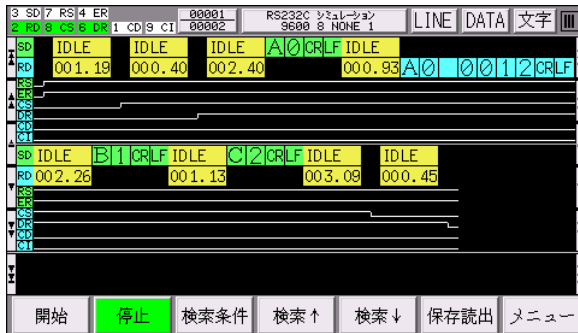 3 SD 7 RS 4 ER 00001 RS232C シミュレーション LINE DATA 文字
2 RD 8 CS 6 DR 1 CD 9 CI 00002 9600 8 NONE 1
SD IDLE IDLE IDLE A0CRLF IDLE
RD 001.19 000.40 002.40 000.93 A0 0012CRLF
RS
ER
CS
DR
CD
CI
SD IDLE B1CRLF IDLE C2CRLF IDLE IDLE
RD 002.26 001.13 003.09 000.45
RS
ER
CS
DR
CD
CI
開始 停止 検索条件 検索↑ 検索↓ 保存読出 メニュー